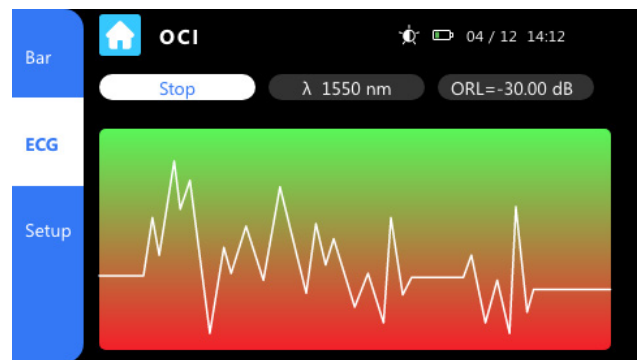 Bar
ECG
Setup
OCI
04 / 12 14:12
Stop
λ 1550 nm
ORL=-30.00 dB